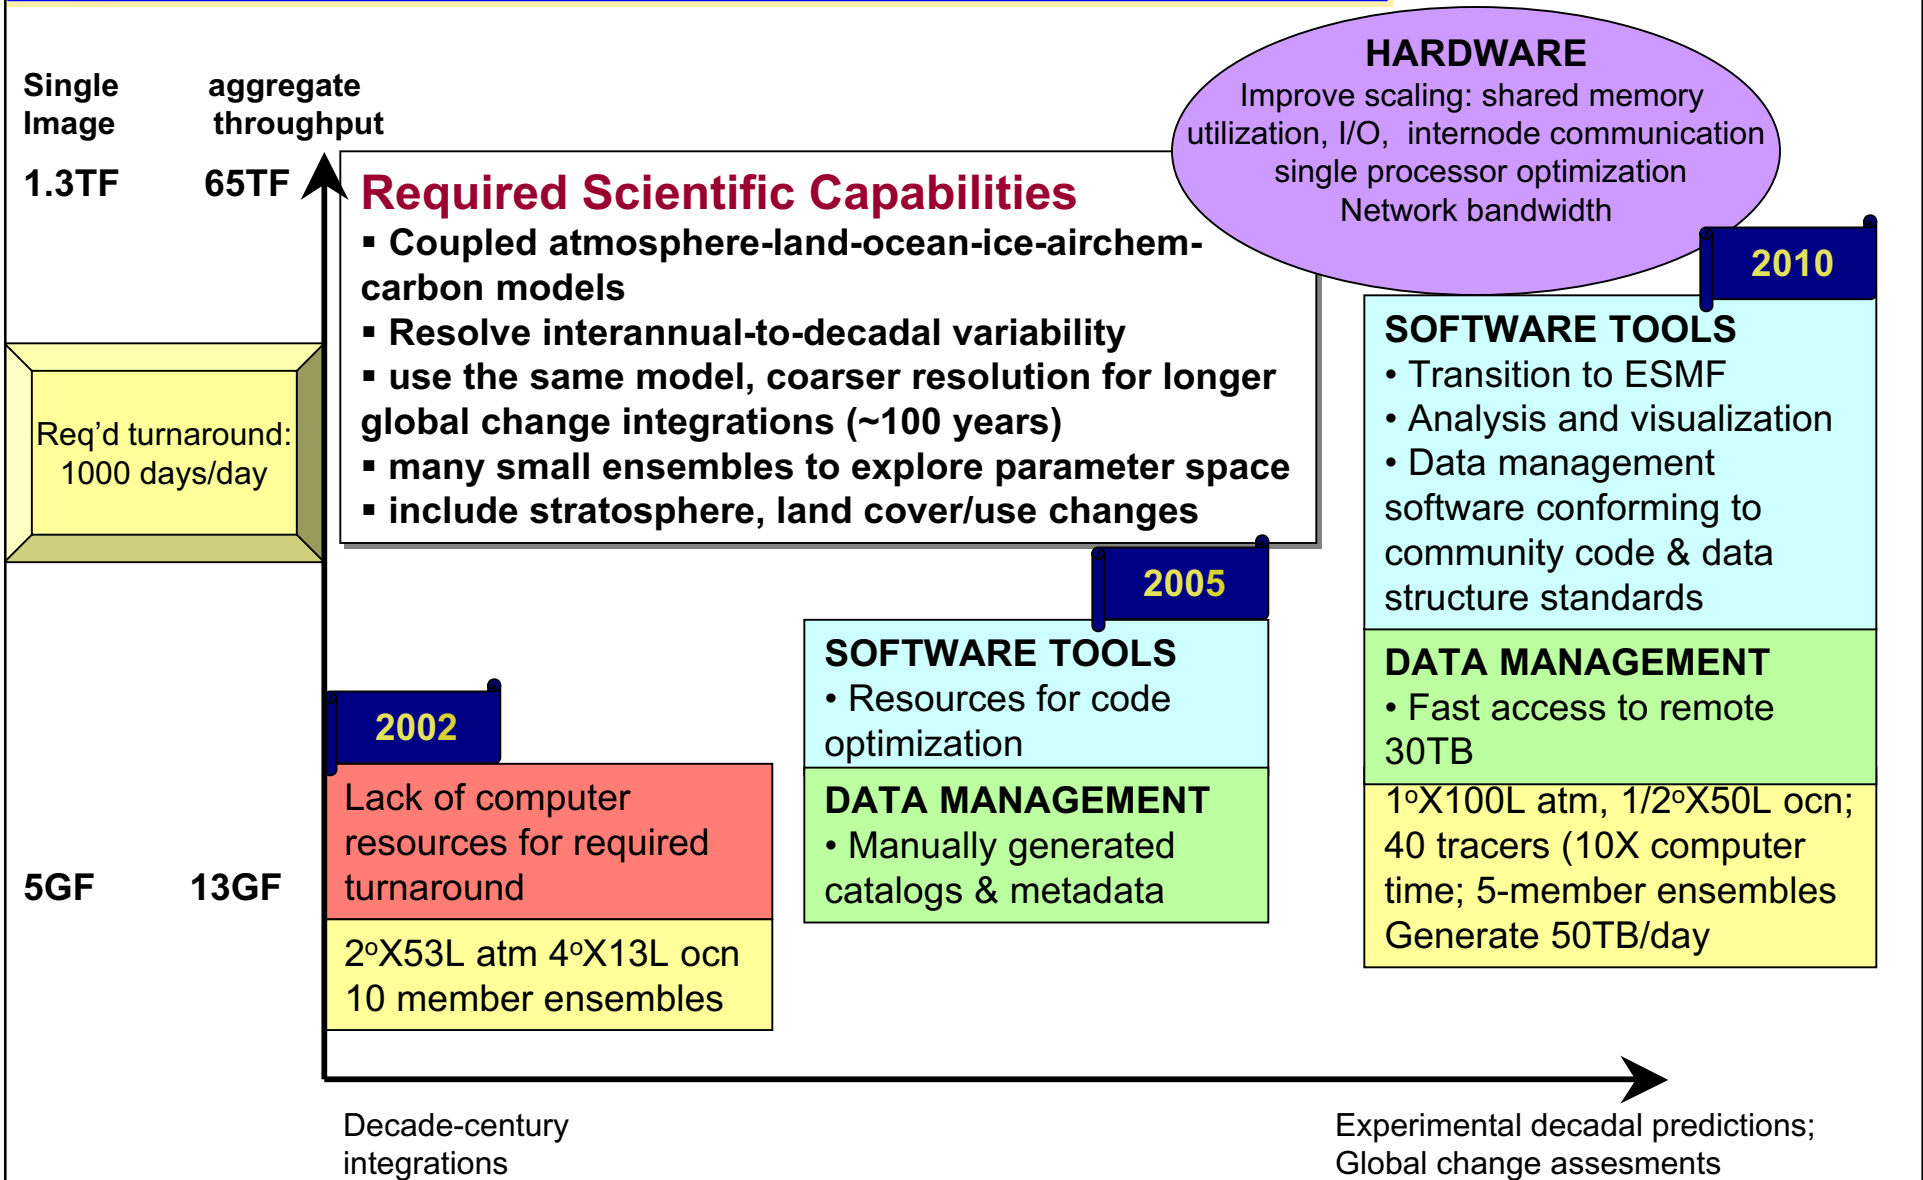 Single aggregate
Image throughput
1.3TF 65TF
HARDWARE
Improve scaling: shared memory
utilization, I/O, internode communication
single processor optimization
Network bandwidth
Required Scientific Capabilities
▪ Coupled atmosphere-land-ocean-ice-airchem-
carbon models
▪ Resolve interannual-to-decadal variability
▪ use the same model, coarser resolution for longer
global change integrations (~100 years)
▪ many small ensembles to explore parameter space
▪ include stratosphere, land cover/use changes
Req’d turnaround:
1000 days/day
5GF 13GF
2002
Lack of computer
resources for required
turnaround
2ºX53L atm 4ºX13L ocn
10 member ensembles
2005
SOFTWARE TOOLS
• Resources for code
optimization
DATA MANAGEMENT
• Manually generated
catalogs & metadata
2010
SOFTWARE TOOLS
• Transition to ESMF
• Analysis and visualization
• Data management
software conforming to
community code & data
structure standards
DATA MANAGEMENT
• Fast access to remote
30TB
1ºX100L atm, 1/2ºX50L ocn;
40 tracers (10X computer
time; 5-member ensembles
Generate 50TB/day
Decade-century
integrations
Experimental decadal predictions;
Global change assesments